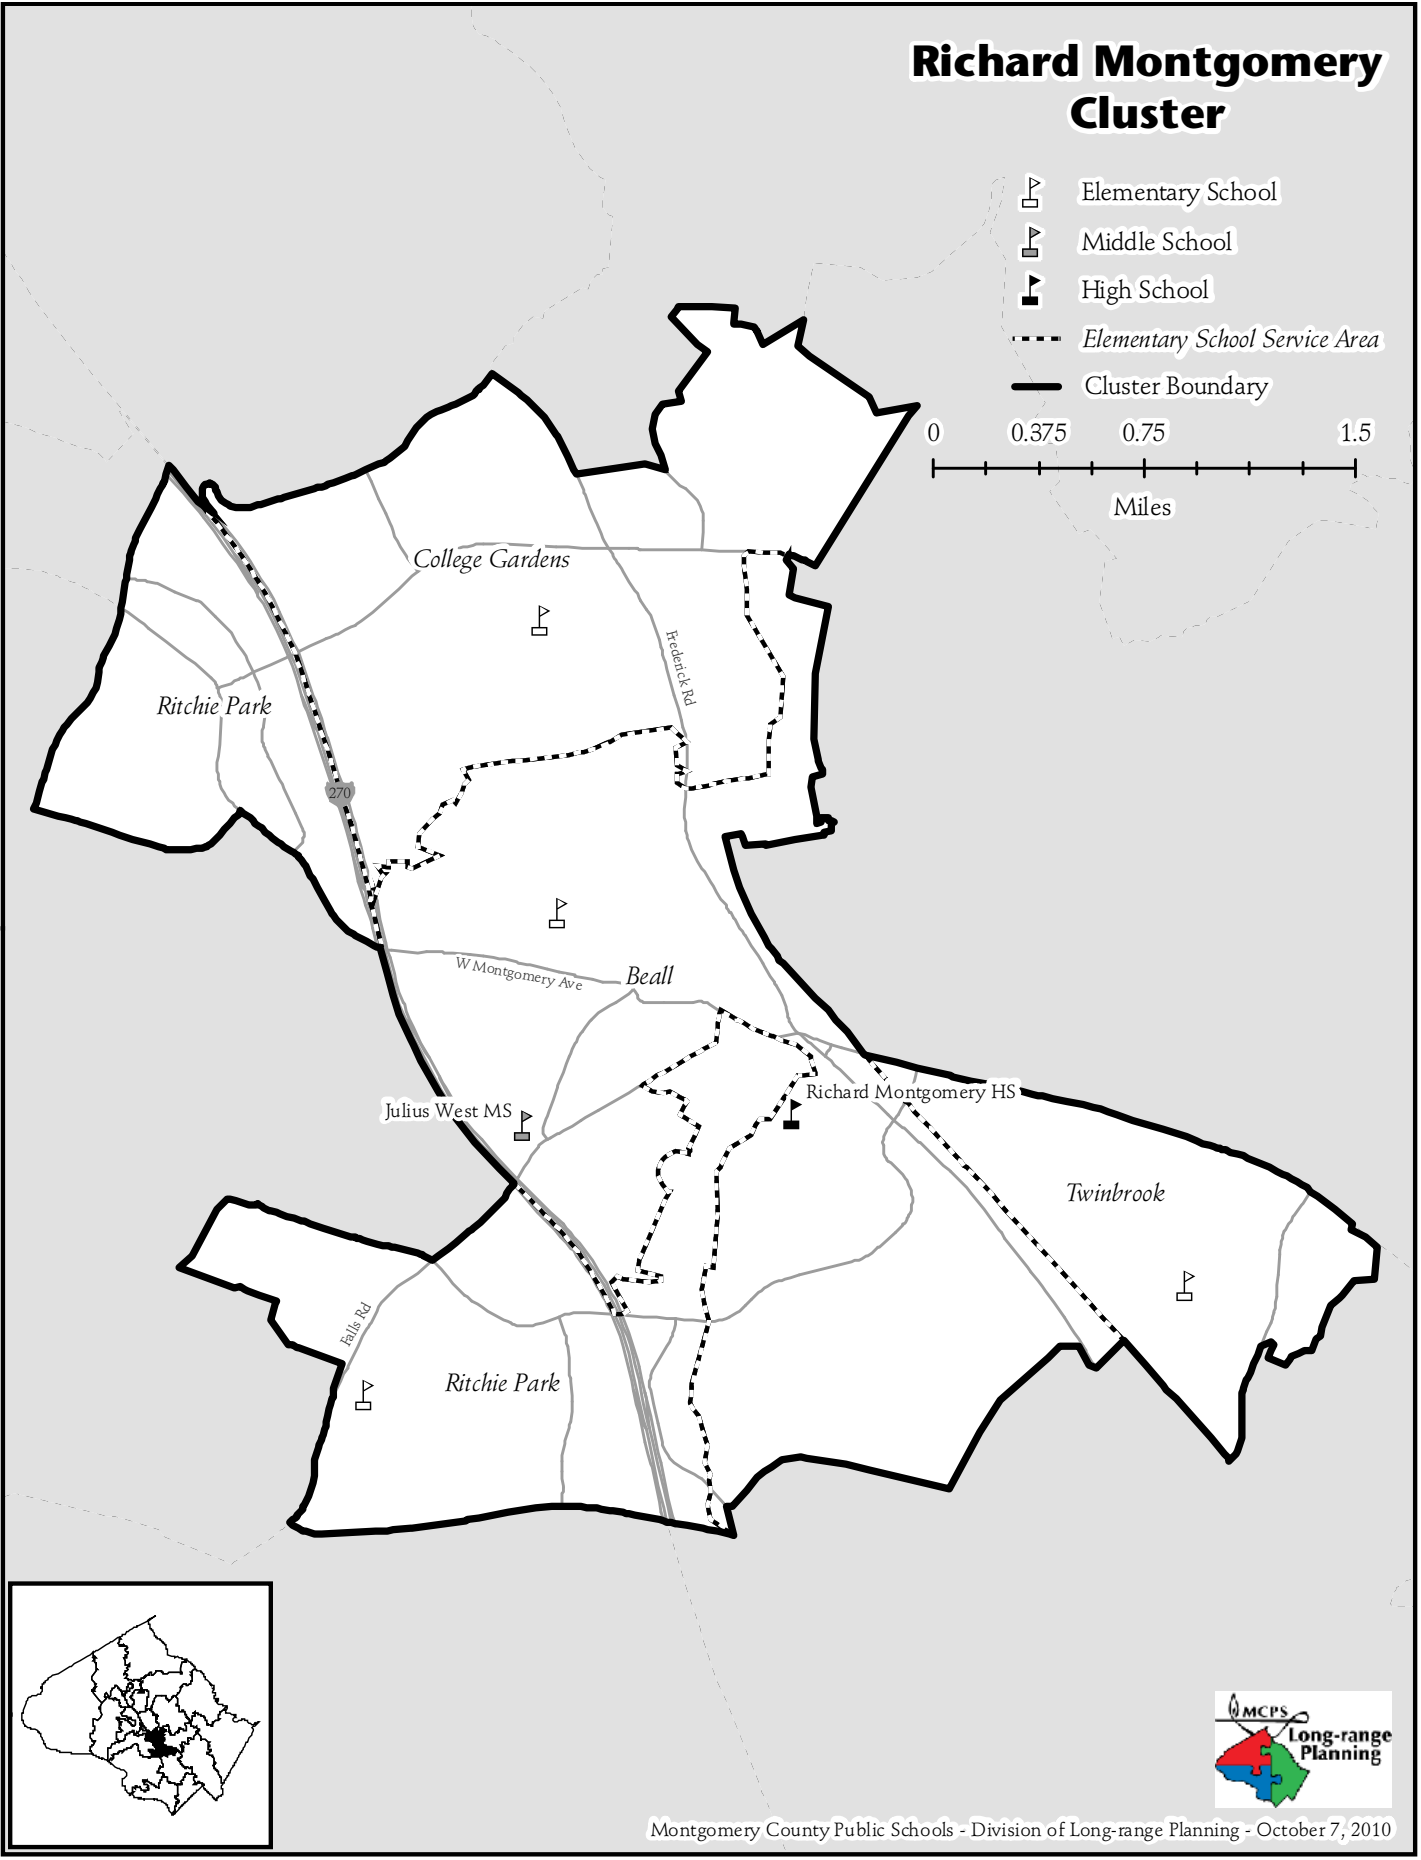 Richard Montgomery
Cluster
Elementary School
Middle School
High School
Elementary School Service Area
Cluster Boundary
0 0.375 0.75 1.5
Miles
College Gardens
Frederick Rd
Ritchie Park
270
W Montgomery Ave
Beall
Richard Montgomery HS
Julius West MS
Twinbrook
Falls Rd
Ritchie Park
MCPS
Long-range
Planning
Montgomery County Public Schools - Division of Long-range Planning - October 7, 2010